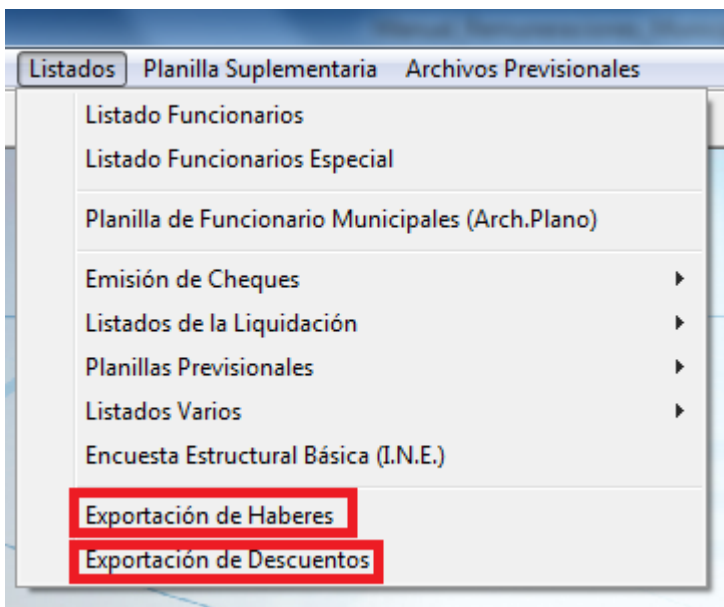 Listados Planilla Suplementaria Archivos Previsionales
Listado Funcionarios
Listado Funcionarios Especial
Planilla de Funcionario Municipales (Arch.Plano)
Emisión de Cheques
Listados de la Liquidación
Planillas Previsionales
Listados Varios
Encuesta Estructural Básica (I.N.E.)
Exportación de Haberes
Exportación de Descuentos